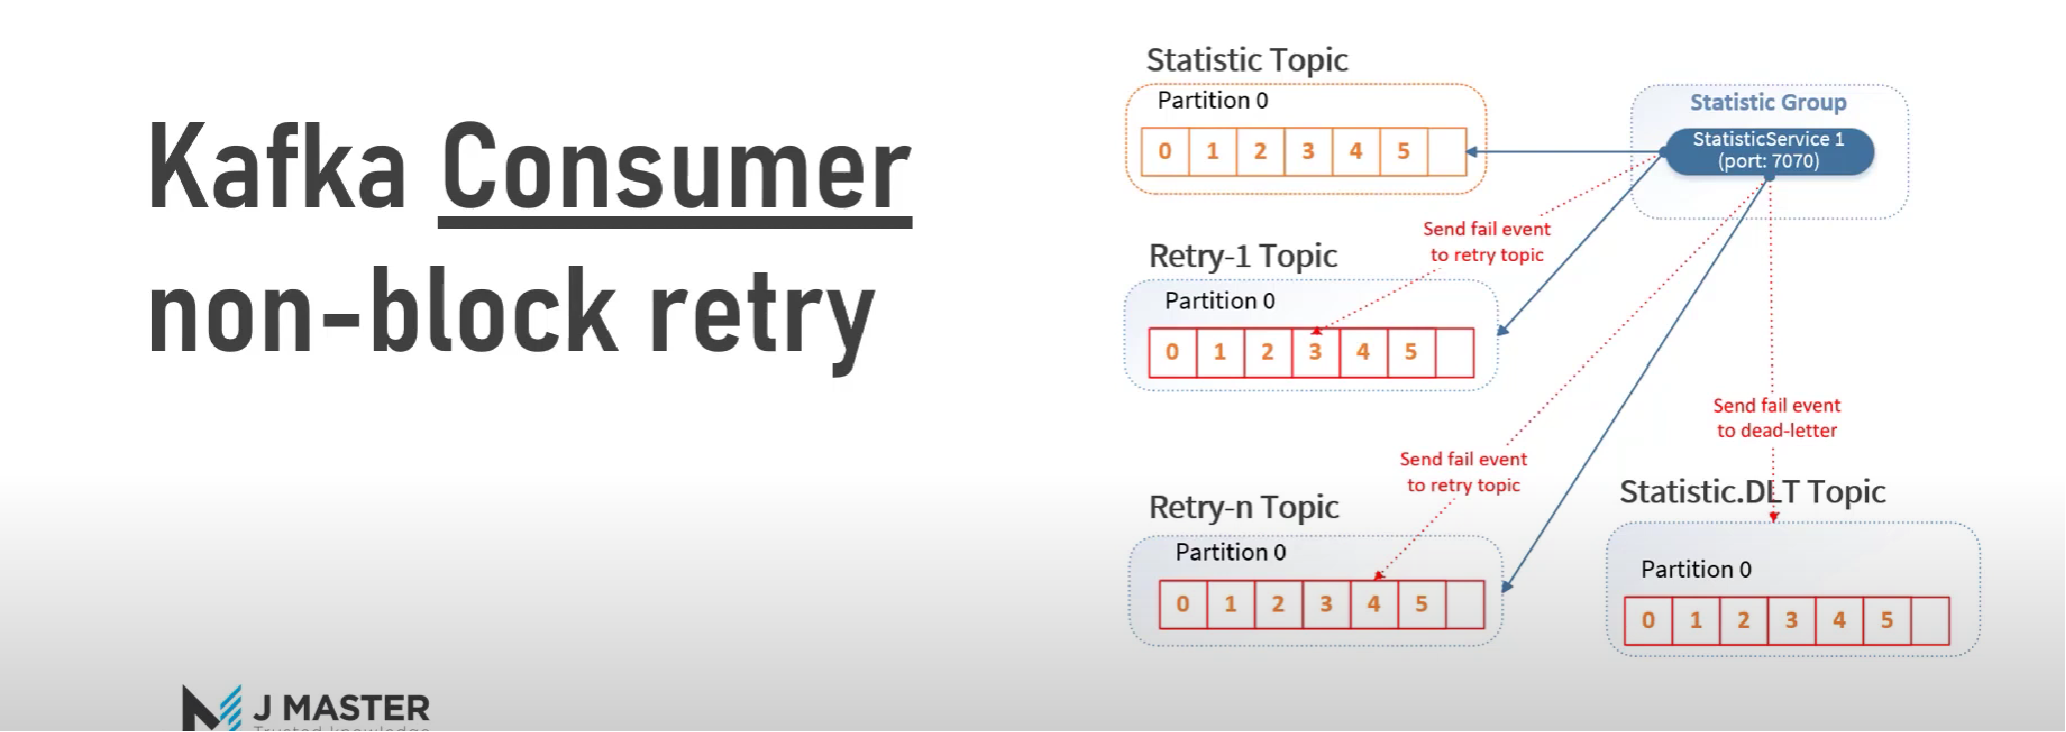 Kafka Consumer
non-block retry
Statistic Topic
Partition 0
0 1 2 3 4 5
Statistic Group
StatisticService 1
(port: 7070)
Send fail event
to retry topic
Retry-1 Topic
Partition 0
0 1 2 3 4 5
Send fail event
to dead-letter
Send fail event
to retry topic
Retry-n Topic
Partition 0
0 1 2 3 4 5
Statistic.DLT Topic
Partition 0
0 1 2 3 4 5
J MASTER
Trusted knowledge